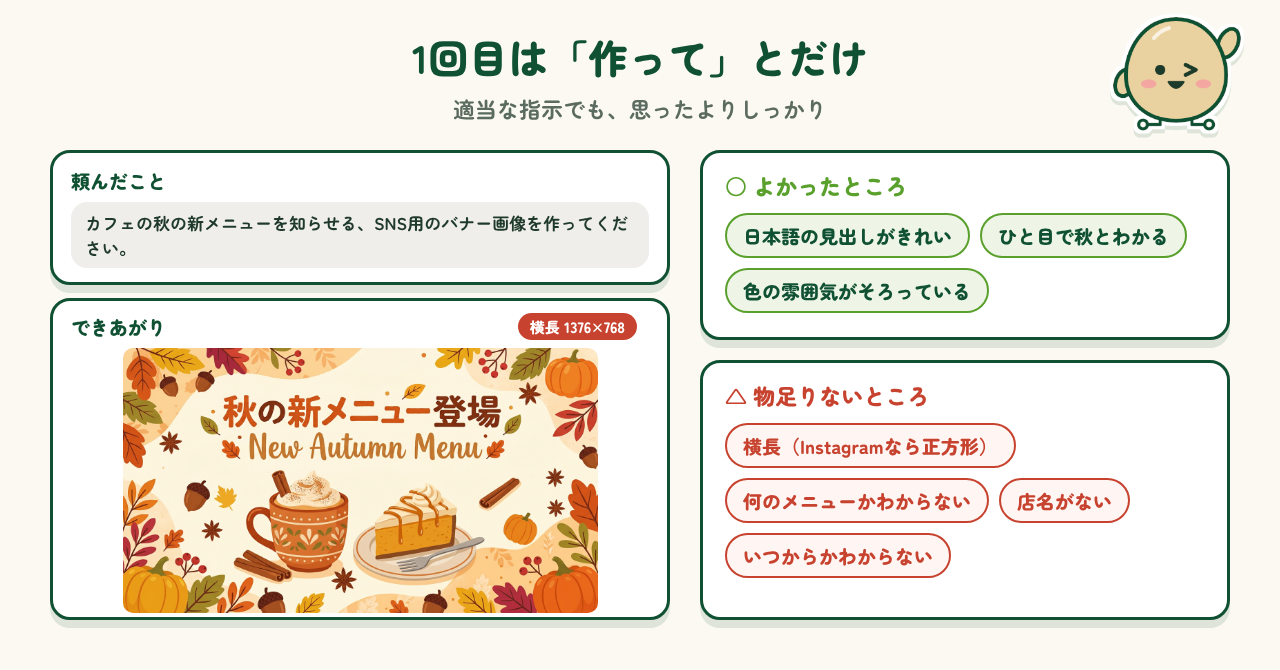 1回目は「作って」とだけ
適当な指示でも、思ったよりしっかり
頼んだこと
カフェの秋の新メニューを知らせる、SNS用のバナー画像を作ってくだ
さい。
できあがり
横長 1376×768
秋の新メニュー登場
New Autumn Menu
○ よかったところ
日本語の見出しがきれい
ひと目で秋とわかる
色の雰囲気がそろっている
△ 物足りないところ
横長（Instagramなら正方形）
何のメニューかわからない
店名がない
いつからかわからない